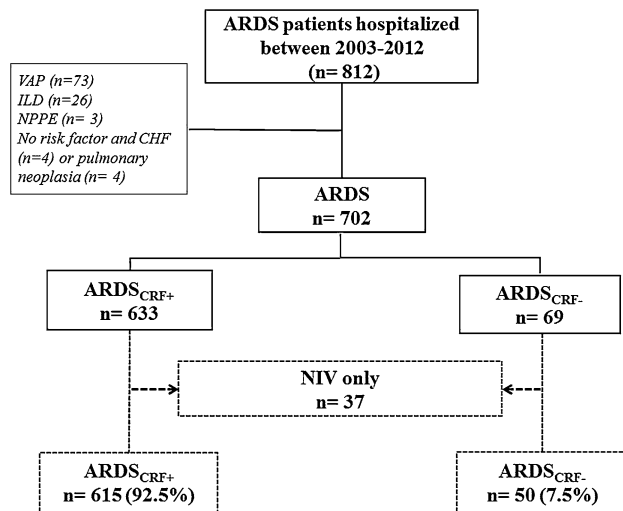 ARDS patients hospitalized
between 2003-2012
(n= 812)
VAP (n=73)
ILD (n=26)
NPPE (n= 3)
No risk factor and CHF
(n=4) or pulmonary
neoplasia (n= 4)
ARDS
n= 702
ARDSCRF+
n= 633
ARDSCRF-
n= 69
NIV only
n= 37
ARDSCRF+
n= 615 (92.5%)
ARDSCRF-
n= 50 (7.5%)